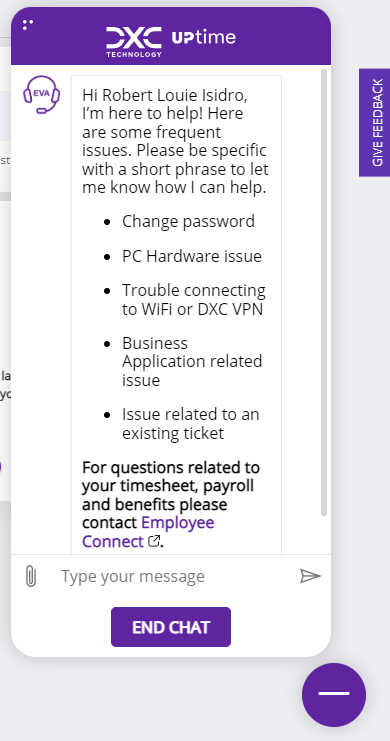 DXC
TECHNOLOGY
UPtime
EVA
Hi Robert Louie Isidro,
I’m here to help! Here
are some frequent
issues. Please be specific
with a short phrase to let
me know how I can help.
Change password
PC Hardware issue
Trouble connecting
to WiFi or DXC VPN
Business
Application related
issue
Issue related to an
existing ticket
For questions related to
your timesheet, payroll
and benefits please
contact Employee
Connect.
Type your message
END CHAT
GIVE FEEDBACK
st
la
yo